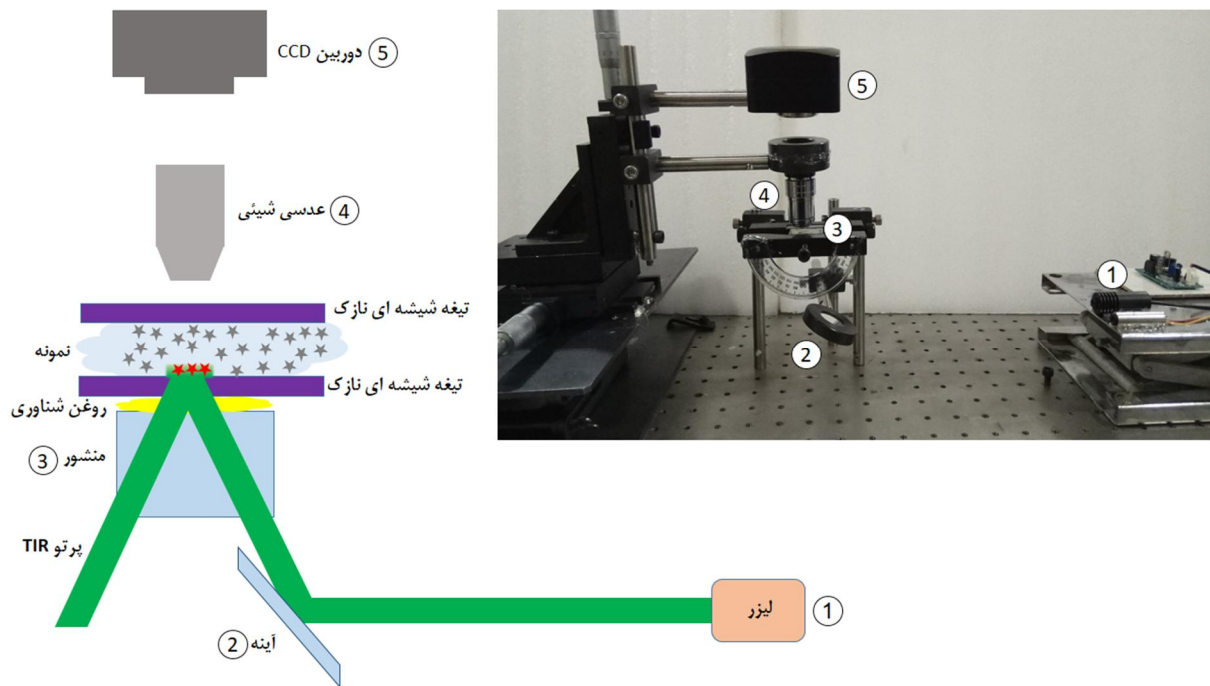 دوربین CCD ⑤
عدسی شیئی ④
تیغه شیشه ای نازک
نمونه
تیغه شیشه ای نازک
روغن شناوری
منشور ③
پرتو TIR
آینه ②
لیزر ①
⑤
④
③
①
②